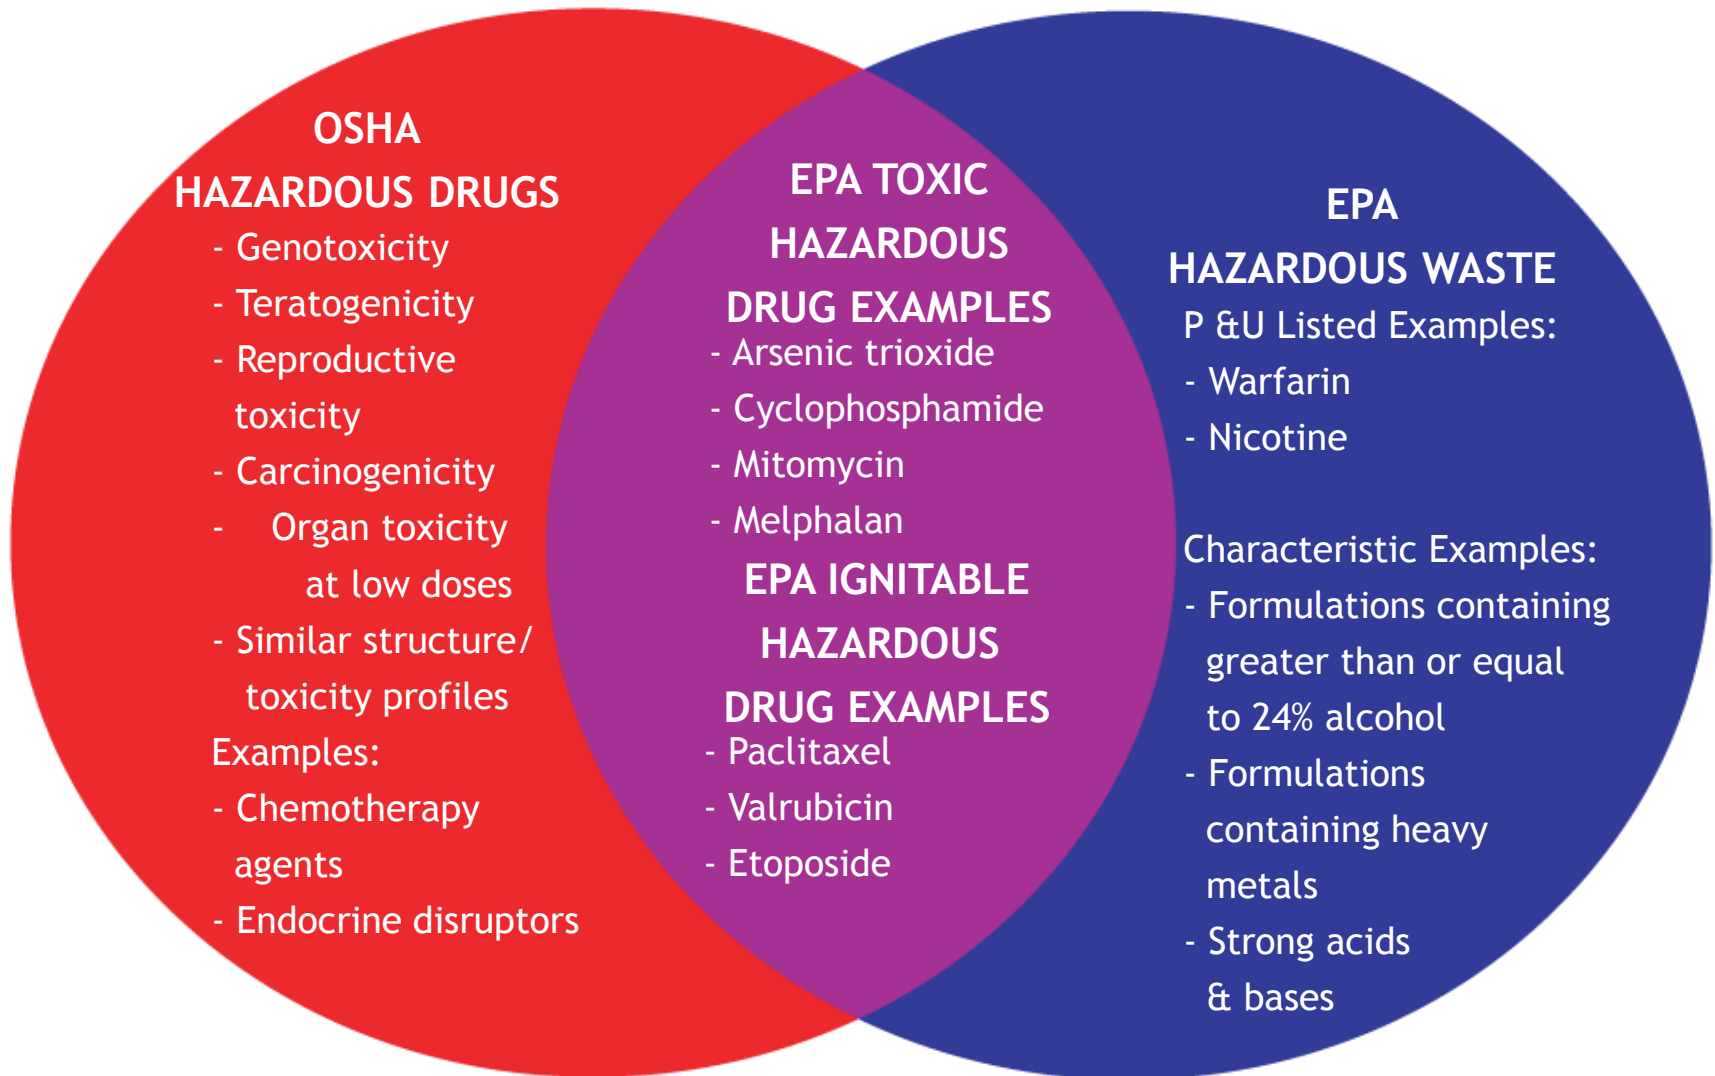 OSHA
HAZARDOUS DRUGS
- Genotoxicity
- Teratogenicity
- Reproductive
toxicity
- Carcinogenicity
- Organ toxicity
at low doses
- Similar structure/
toxicity profiles
Examples:
- Chemotherapy
agents
- Endocrine disruptors
EPA TOXIC
HAZARDOUS
DRUG EXAMPLES
- Arsenic trioxide
- Cyclophosphamide
- Mitomycin
- Melphalan
EPA IGNITABLE
HAZARDOUS
DRUG EXAMPLES
- Paclitaxel
- Valrubicin
- Etoposide
EPA
HAZARDOUS WASTE
P &U Listed Examples:
- Warfarin
- Nicotine
Characteristic Examples:
- Formulations containing
greater than or equal
to 24% alcohol
- Formulations
containing heavy
metals
- Strong acids
& bases